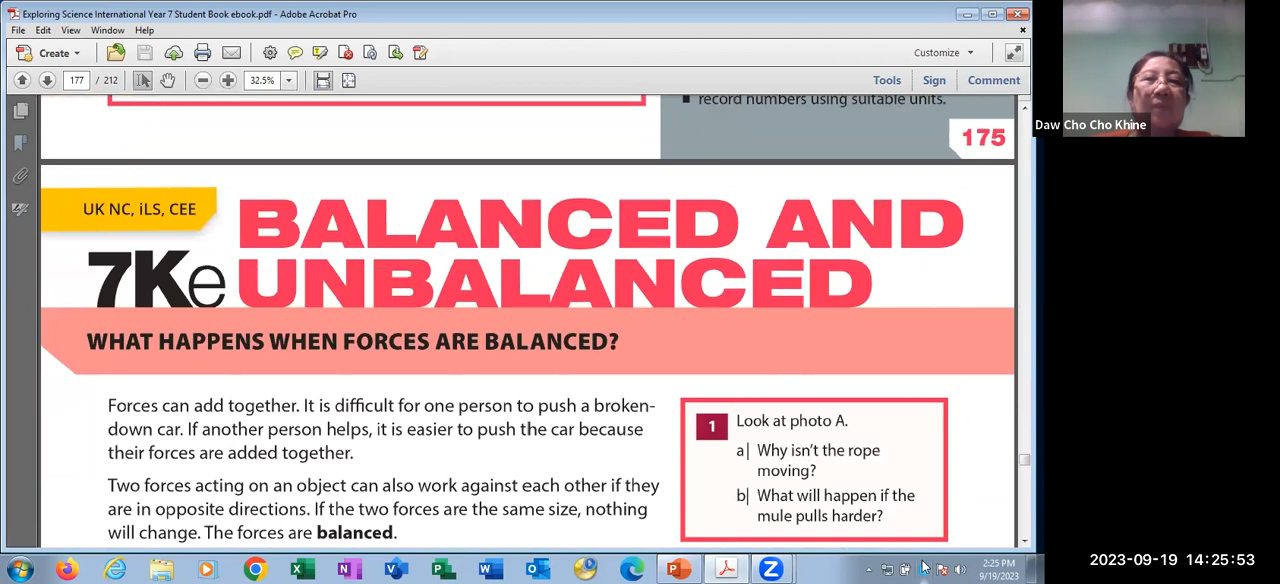 Exploring Science International Year 7 Student Book ebook.pdf - Adobe Acrobat Pro
File Edit View Window Help
Create
Customize
177 / 212
32.5%
Tools Sign Comment
record numbers using suitable units.
175
Daw Cho Cho Khine
UK NC, iLS, CEE
7Ke
BALANCED AND
UNBALANCED
WHAT HAPPENS WHEN FORCES ARE BALANCED?
Forces can add together. It is difficult for one person to push a broken-
down car. If another person helps, it is easier to push the car because
their forces are added together.
Two forces acting on an object can also work against each other if they
are in opposite directions. If the two forces are the same size, nothing
will change. The forces are balanced.
1 Look at photo A.
a| Why isn't the rope
moving?
b| What will happen if the
mule pulls harder?
2:25 PM
9/19/2023
2023-09-19 14:25:53